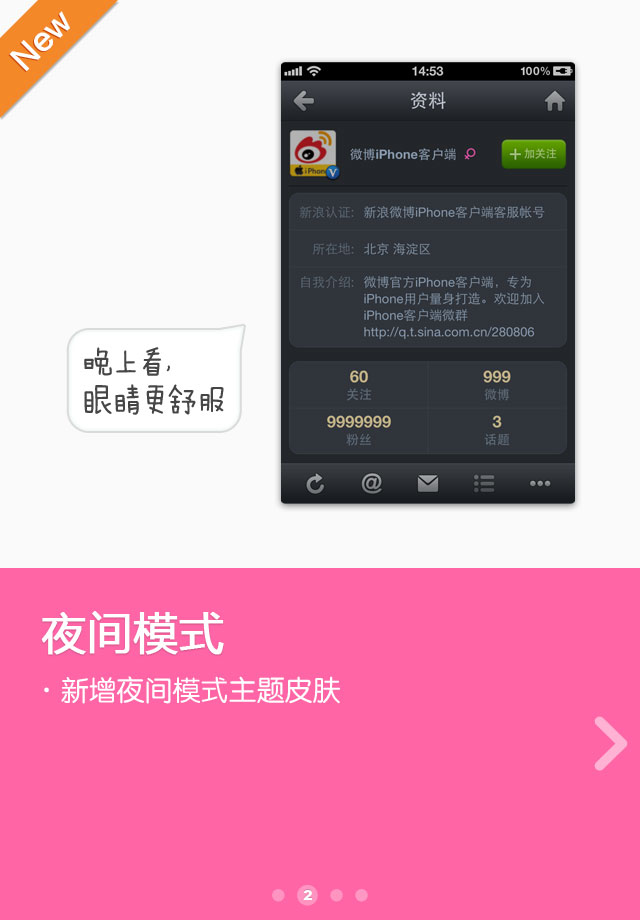 New
14:53
100%
资料
iPhone
V
微博iPhone客户端
+加关注
新浪认证: 新浪微博iPhone客户端客服帐号
所在地: 北京 海淀区
自我介绍: 微博官方iPhone客户端，专为
iPhone用户量身打造。欢迎加入
iPhone客户端微群
http://q.t.sina.com.cn/280806
60
关注
999
微博
9999999
粉丝
3
话题
@
晚上看,
眼睛更舒服
夜间模式
· 新增夜间模式主题皮肤
2